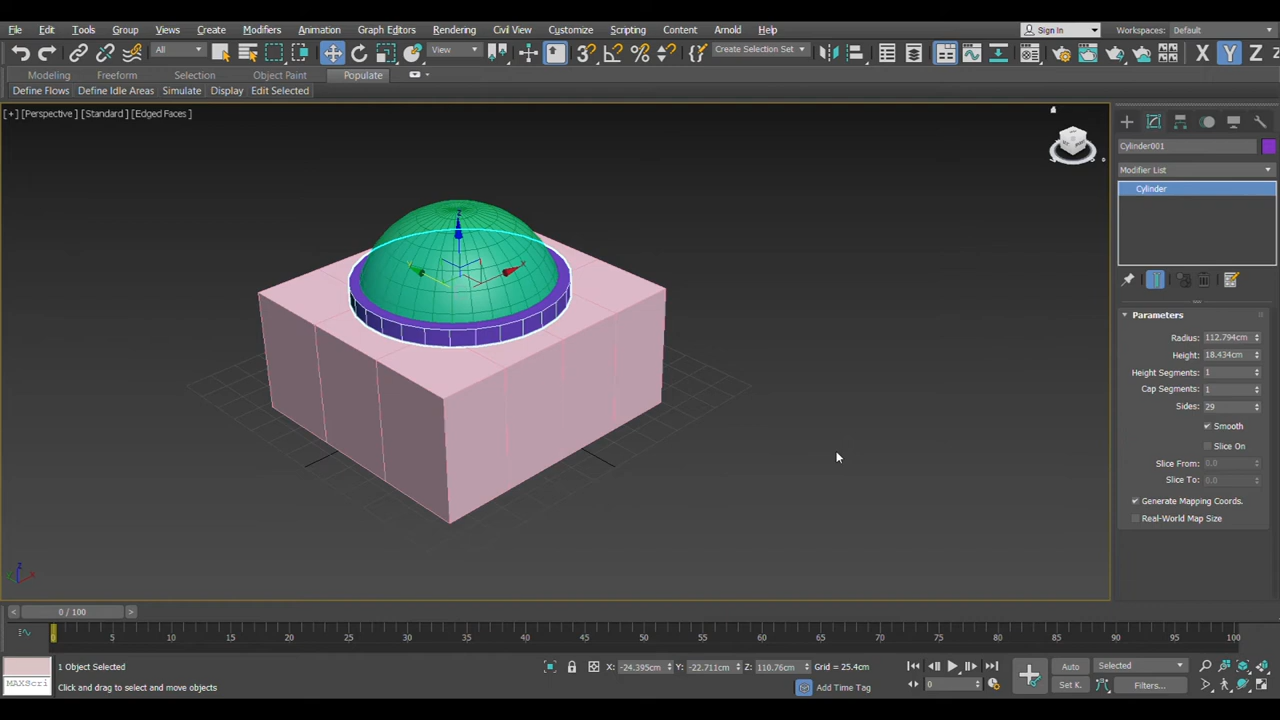 File Edit Tools Group Views Create Modifiers Animation Graph Editors Rendering Civil View Customize Scripting Content Arnold Help Sign In Workspaces: Default
All View Create Selection Set X Y Z
Modeling Freeform Selection Object Paint Populate
Define Flows Define Idle Areas Simulate Display Edit Selected
[+] [Perspective ] [Standard ] [Edged Faces ]
Cylinder001
Modifier List
Cylinder
z
y x
Parameters
Radius: 112.794cm
Height: 18.434cm
Height Segments: 1
Cap Segments: 1
Sides: 29
Smooth
Slice On
Slice From: 0.0
Slice To: 0.0
Generate Mapping Coords.
Real-World Map Size
z
x
< 0 / 100 >
0 5 10 15 20 25 30 35 40 45 50 55 60 65 70 75 80 85 90 95 100
1 Object Selected X: -24.395cm Y: -22.711cm Z: 110.76cm Grid = 25.4cm Auto Selected
MAXScri Click and drag to select and move objects Add Time Tag 0 Set K. Filters...